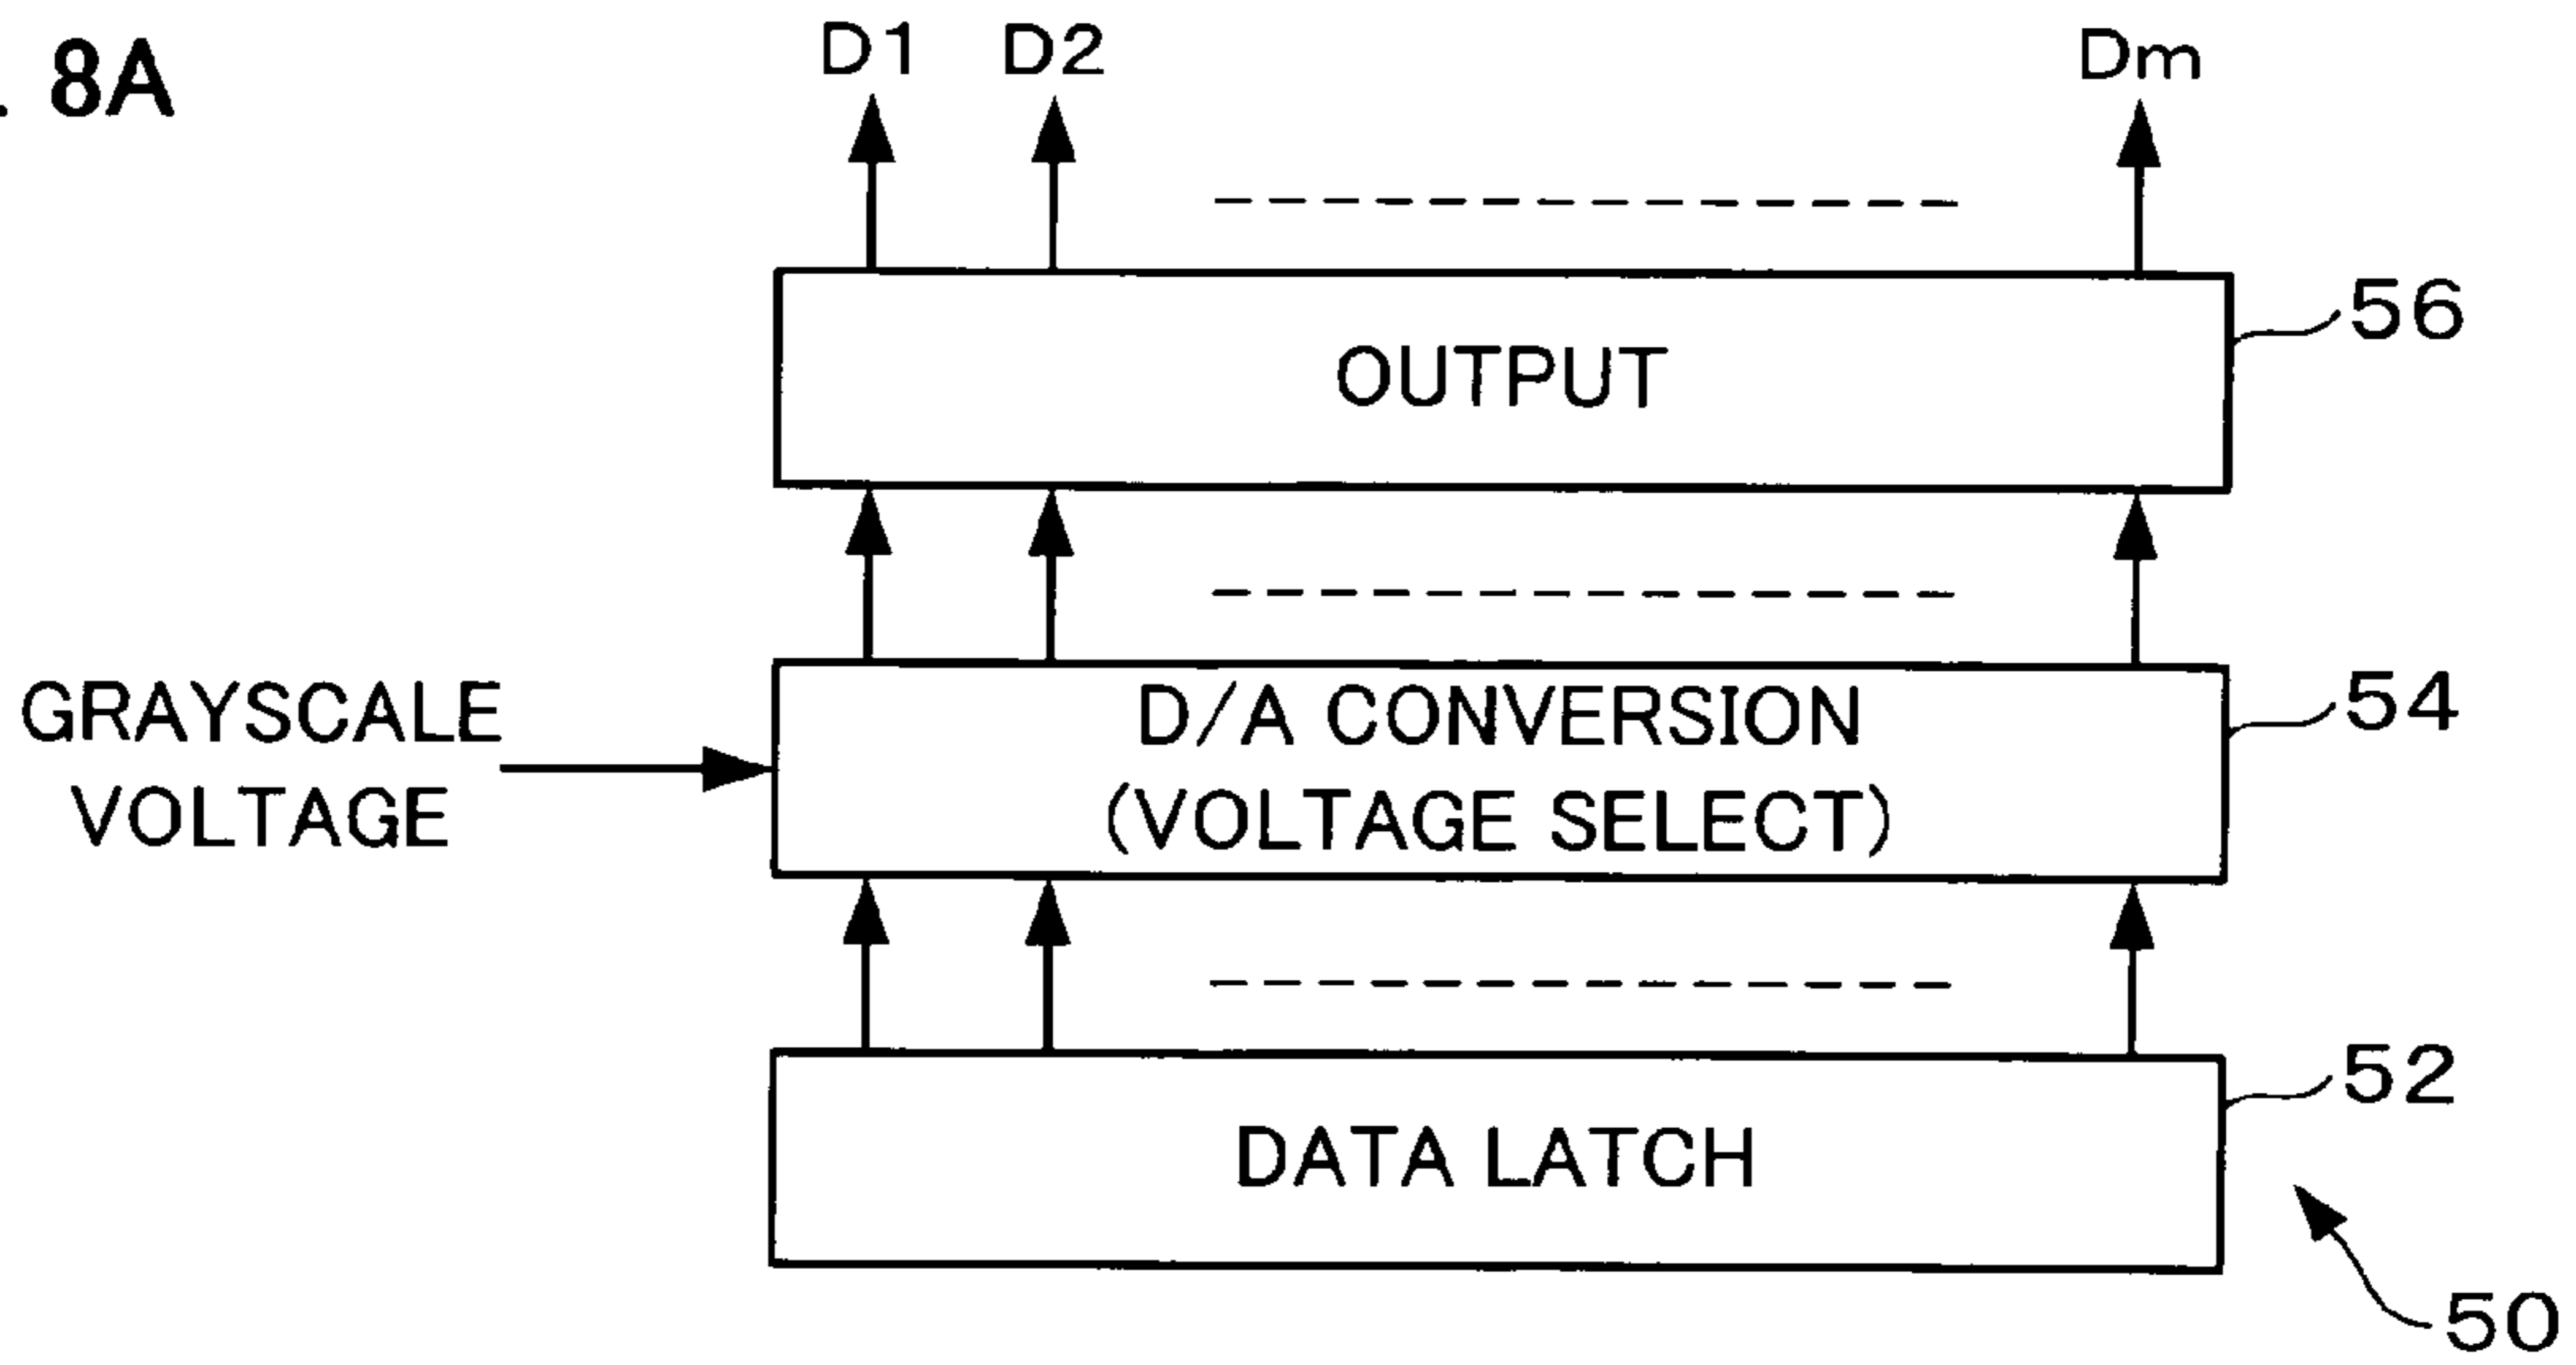 . 8A
D1 D2 Dm
OUTPUT
56
GRAYSCALE
VOLTAGE
D/A CONVERSION
(VOLTAGE SELECT)
54
DATA LATCH
52
50